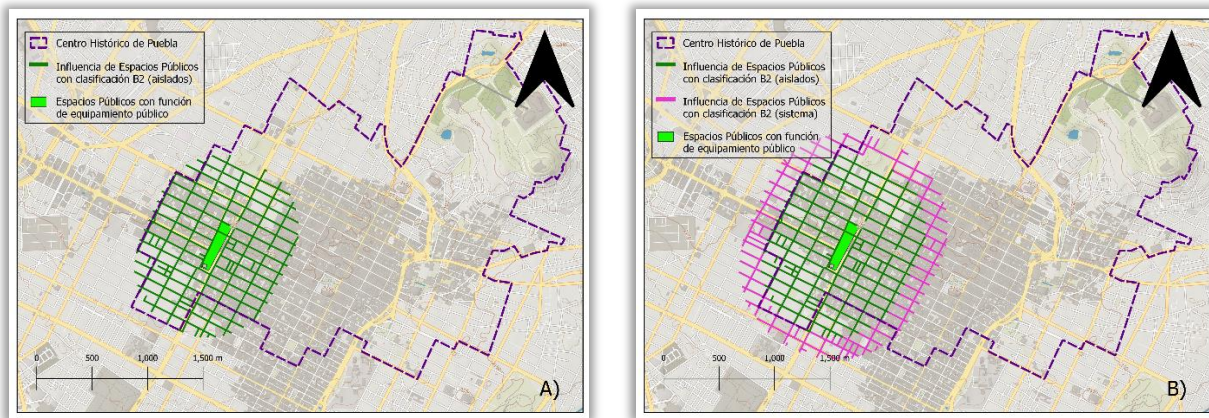 Centro Histórico de Puebla
Influencia de Espacios Públicos
con clasificación B2 (aislados)
Espacios Públicos con función
de equipamiento público
0 500 1,000 1,500 m
A)
Centro Histórico de Puebla
Influencia de Espacios Públicos
con clasificación B2 (aislados)
Influencia de Espacios Públicos
con clasificación B2 (sistema)
Espacios Públicos con función
de equipamiento público
0 500 1,000 1,500 m
B)